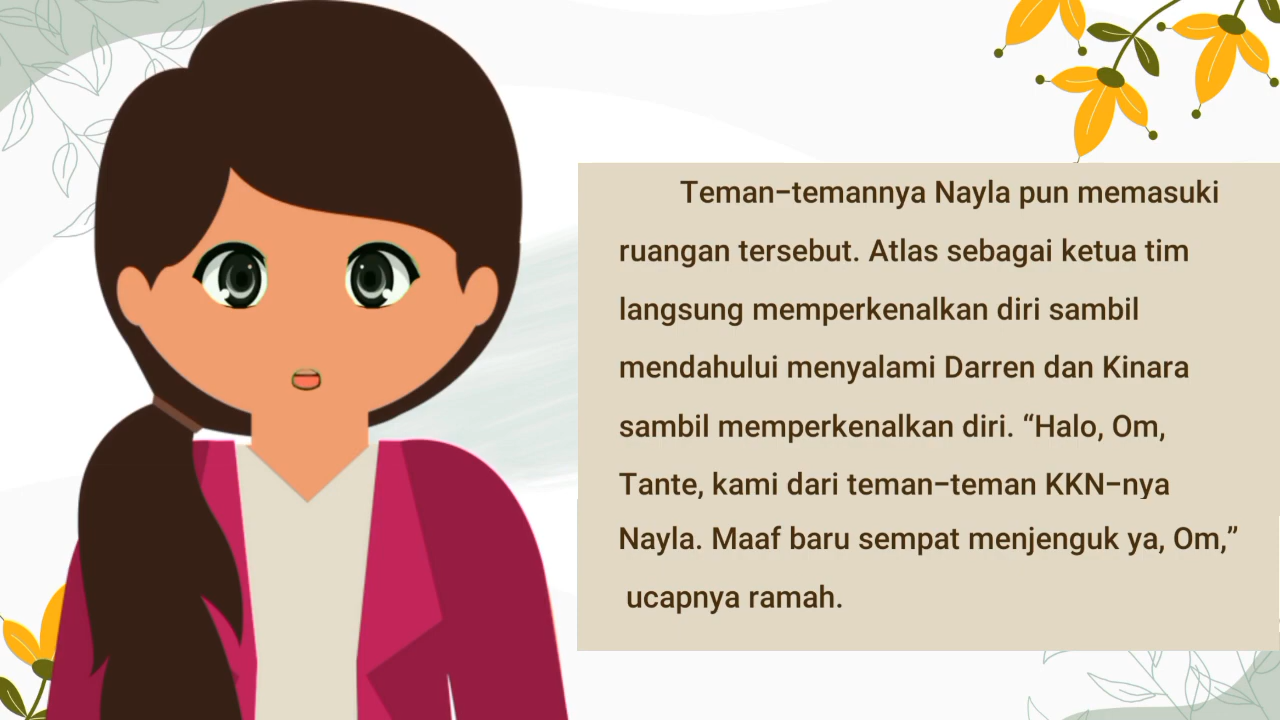 Teman-temannya Nayla pun memasuki
ruangan tersebut. Atlas sebagai ketua tim
langsung memperkenalkan diri sambil
mendahului menyalami Darren dan Kinara
sambil memperkenalkan diri. “Halo, Om,
Tante, kami dari teman-teman KKN-nya
Nayla. Maaf baru sempat menjenguk ya, Om,”
ucapnya ramah.